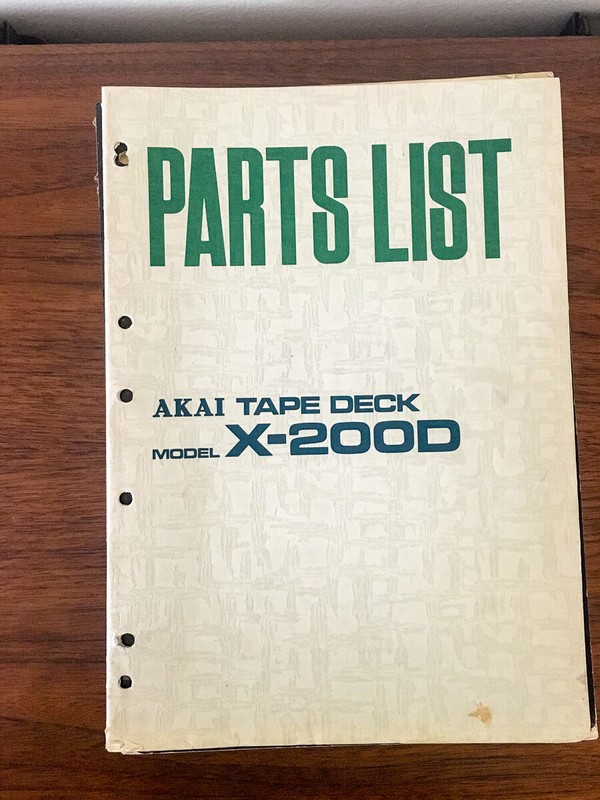 PARTS LIST
AKAI TAPE DECK
MODEL X-200D